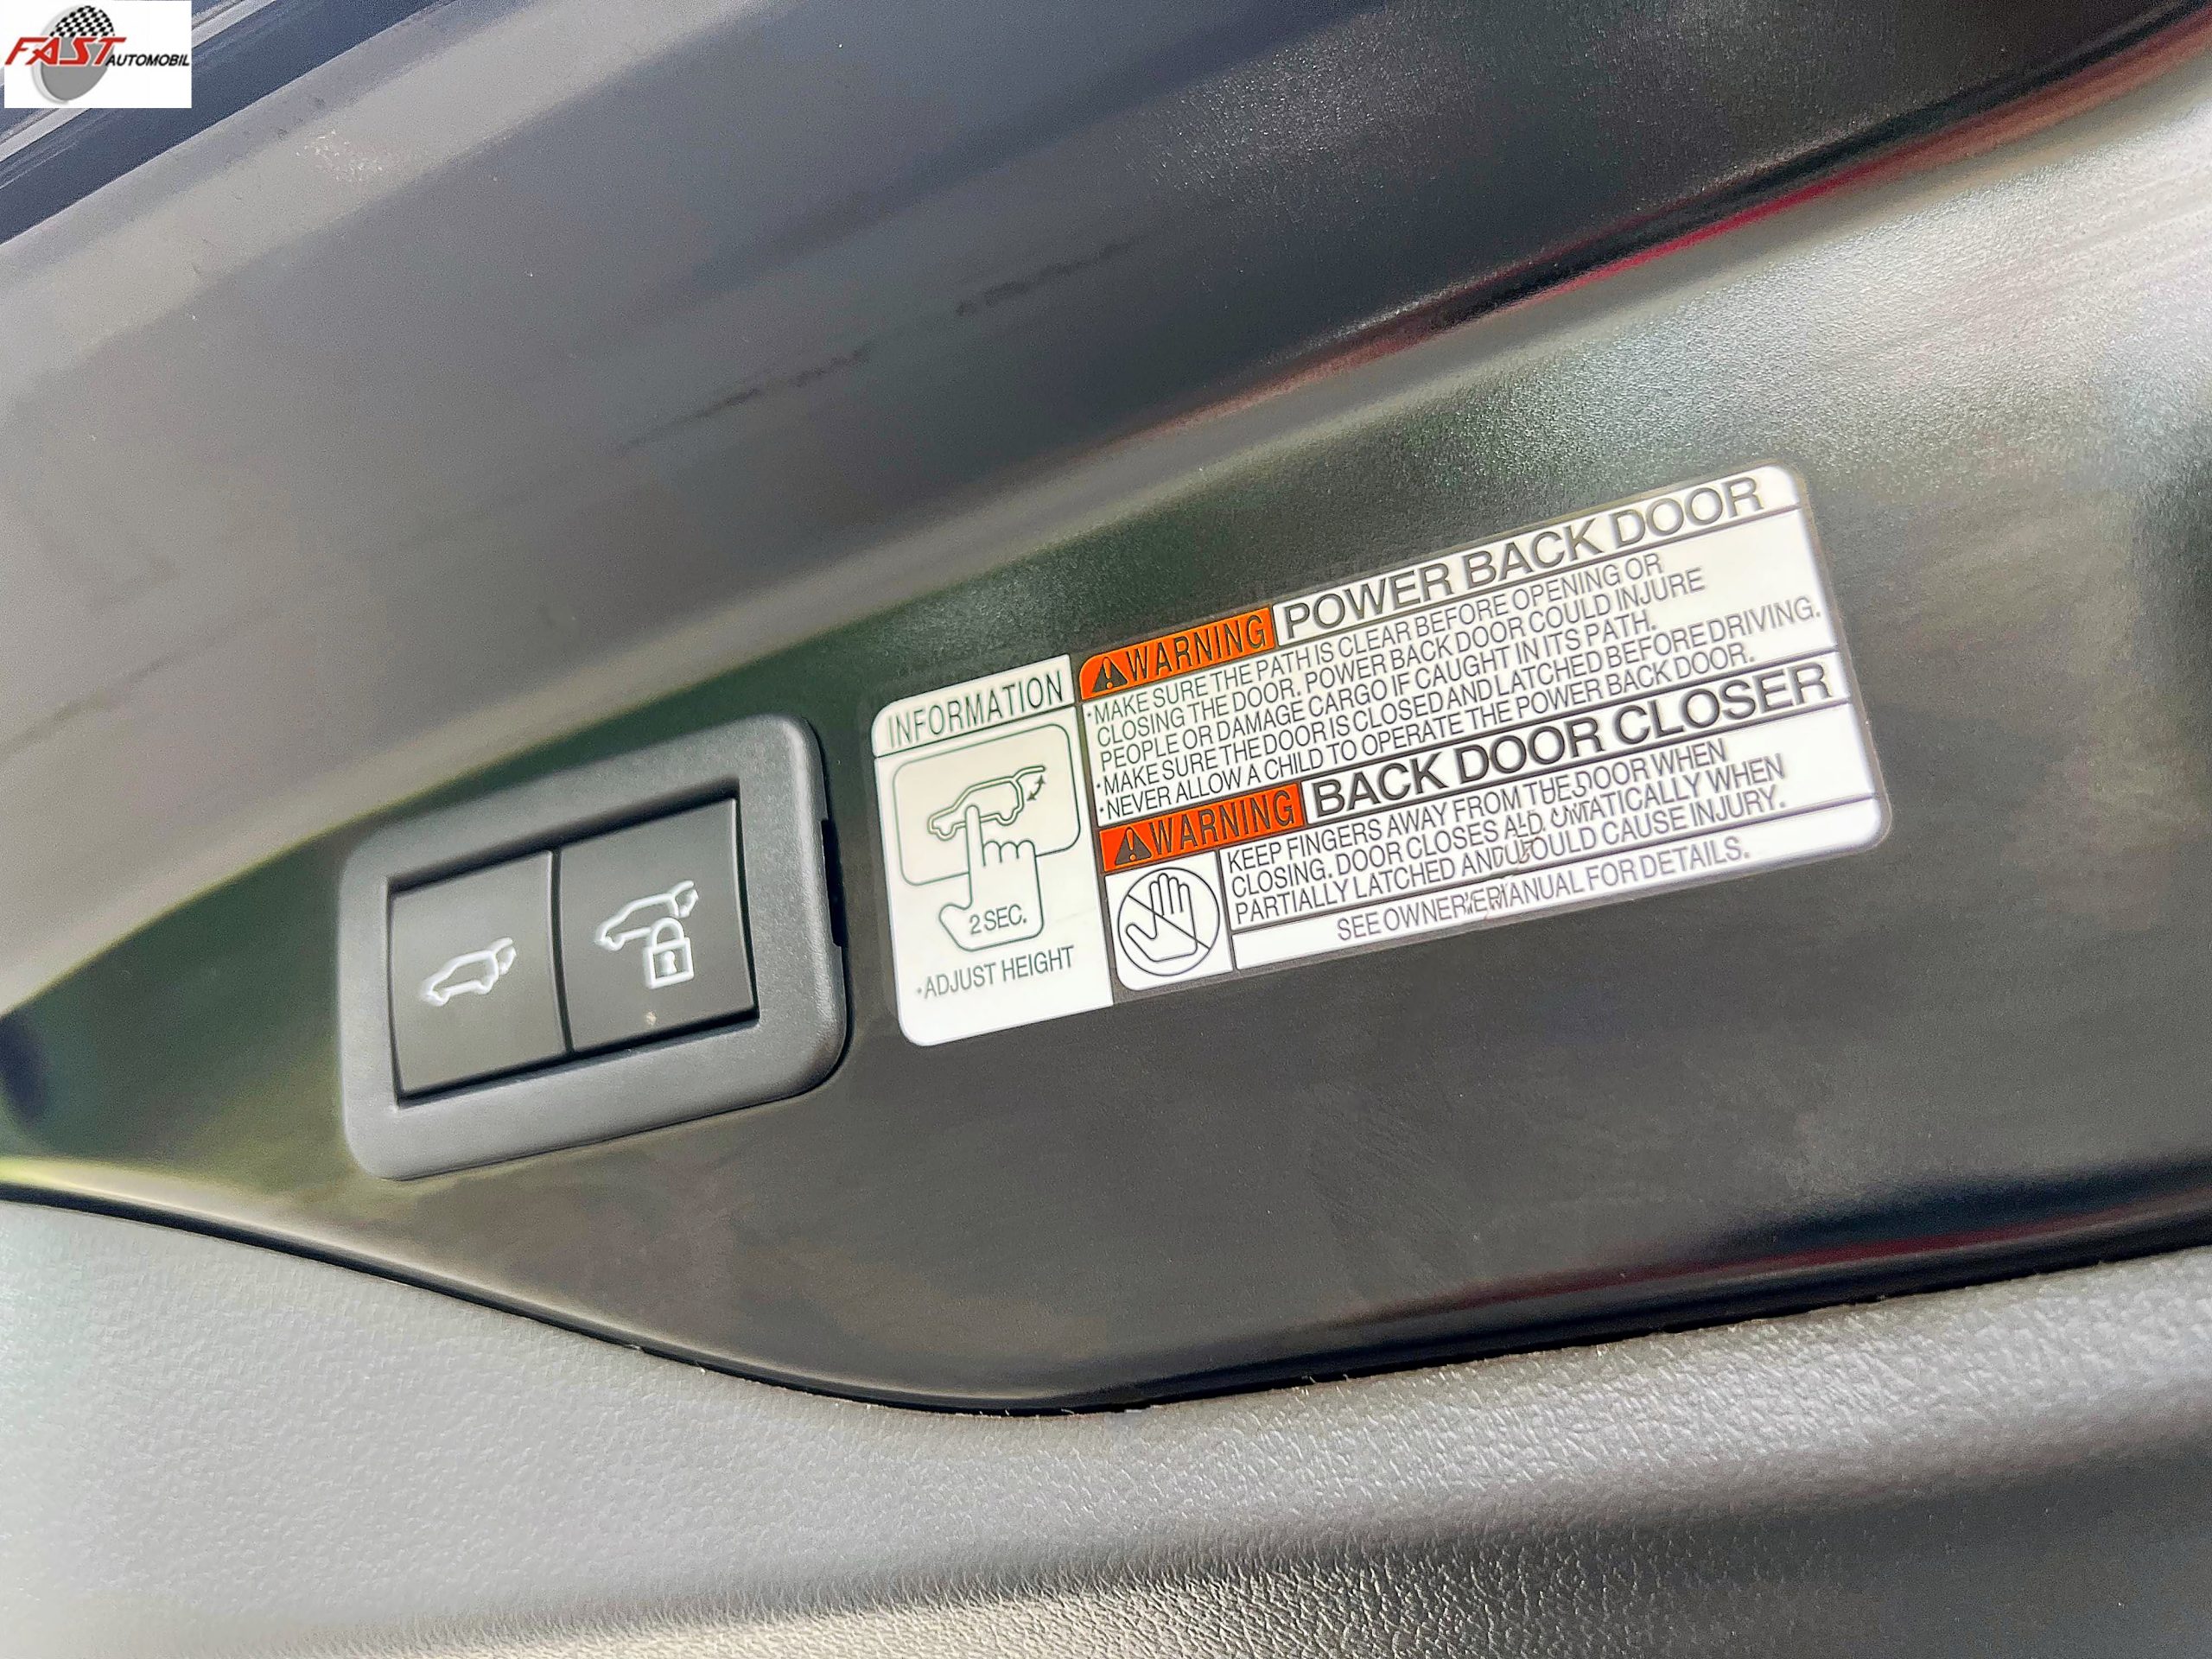 FAST
AUTOMOBIL
INFORMATION
2 SEC.
•ADJUST HEIGHT
WARNING POWER BACK DOOR
•MAKE SURE THE PATH IS CLEAR BEFORE OPENING OR
CLOSING THE DOOR. POWER BACK DOOR COULD INJURE
PEOPLE OR DAMAGE CARGO IF CAUGHT IN ITS PATH.
•MAKE SURE THE DOOR IS CLOSED AND LATCHED BEFORE DRIVING.
•NEVER ALLOW A CHILD TO OPERATE THE POWER BACK DOOR.
WARNING BACK DOOR CLOSER
KEEP FINGERS AWAY FROM THE DOOR WHEN
CLOSING. DOOR CLOSES WHEN
PARTIALLY LATCHED CAUSE INJURY.
SEE MANUAL FOR DETAILS.